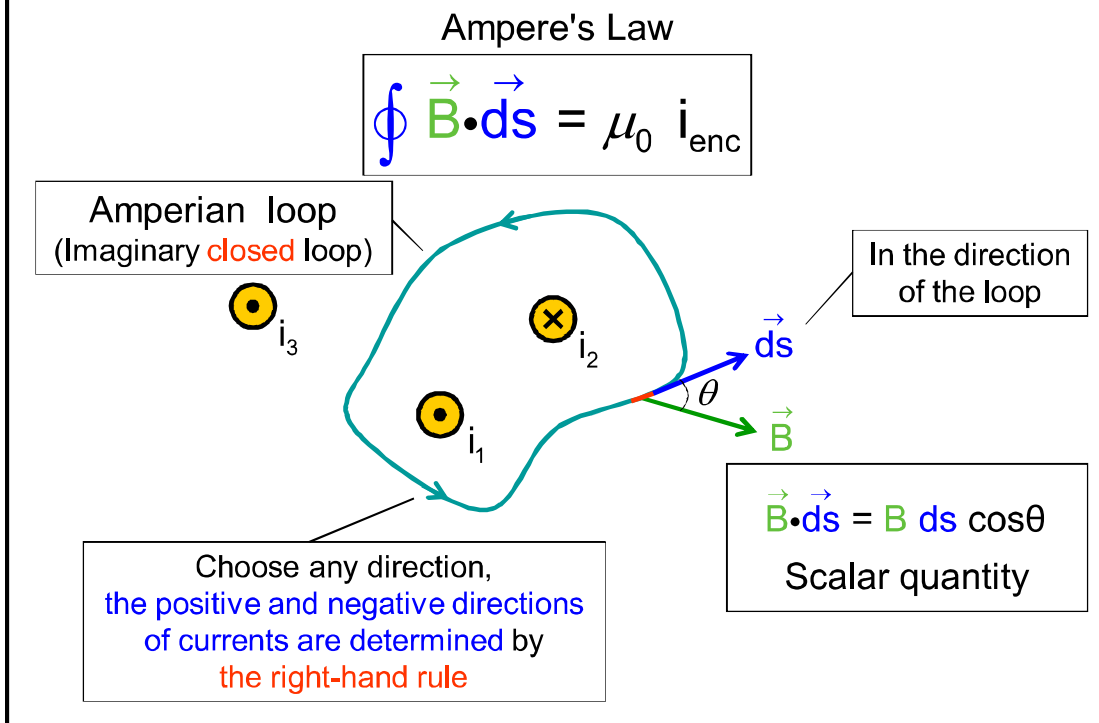 Ampere's Law
∮ B⃗•ds⃗ = μ₀ i_enc
Amperian loop
(Imaginary closed loop)
In the direction
of the loop
i₃
i₂
ds⃗
θ
B⃗
i₁
B⃗•ds⃗ = B ds cosθ
Scalar quantity
Choose any direction,
the positive and negative directions
of currents are determined by
the right-hand rule